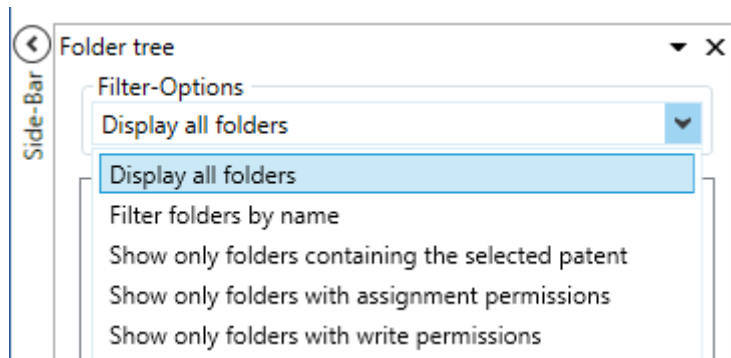 Folder tree
Side-Bar
Filter-Options
Display all folders
Display all folders
Filter folders by name
Show only folders containing the selected patent
Show only folders with assignment permissions
Show only folders with write permissions